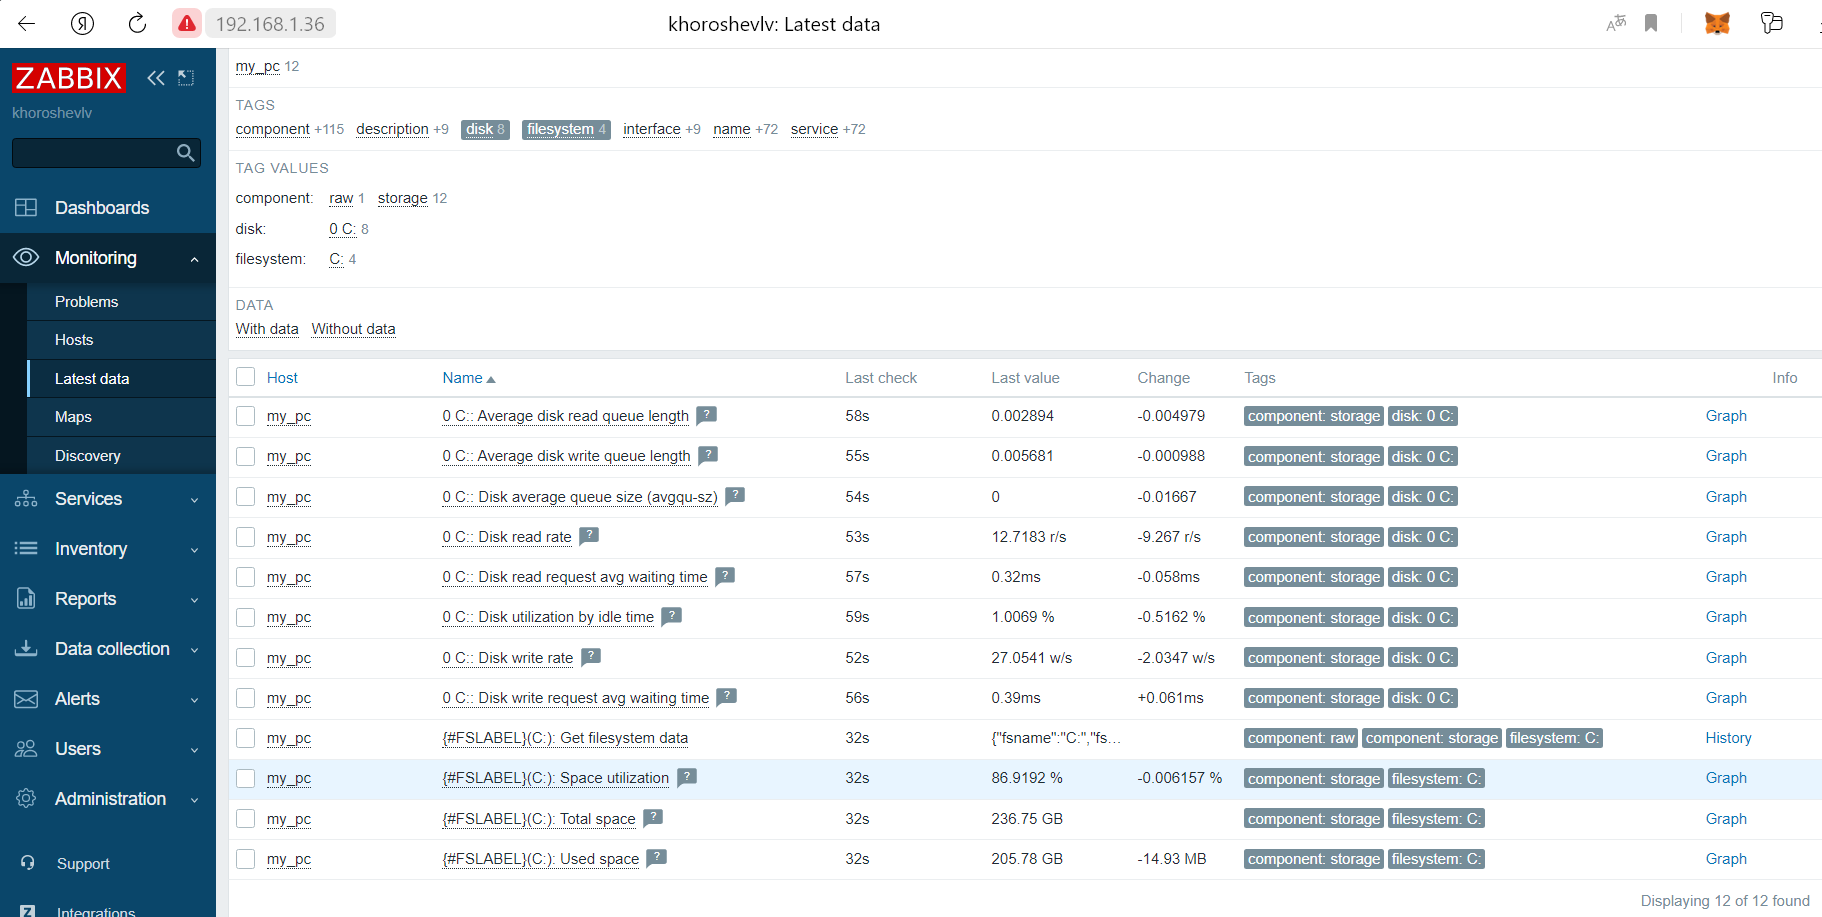 Я 192.168.1.36 khoroshevlv: Latest data
ZABBIX
khoroshevlv
Dashboards
Monitoring
Problems
Hosts
Latest data
Maps
Discovery
Services
Inventory
Reports
Data collection
Alerts
Users
Administration
Support
Integrations
my_pc 12
TAGS
component +115 description +9 disk 8 filesystem 4 interface +9 name +72 service +72
TAG VALUES
component: raw 1 storage 12
disk: 0 C: 8
filesystem: C: 4
DATA
With data Without data
Host Name Last check Last value Change Tags Info
my_pc 0 C:: Average disk read queue length ? 58s 0.002894 -0.004979 component: storage disk: 0 C: Graph
my_pc 0 C:: Average disk write queue length ? 55s 0.005681 -0.000988 component: storage disk: 0 C: Graph
my_pc 0 C:: Disk average queue size (avgqu-sz) ? 54s 0 -0.01667 component: storage disk: 0 C: Graph
my_pc 0 C:: Disk read rate ? 53s 12.7183 r/s -9.267 r/s component: storage disk: 0 C: Graph
my_pc 0 C:: Disk read request avg waiting time ? 57s 0.32ms -0.058ms component: storage disk: 0 C: Graph
my_pc 0 C:: Disk utilization by idle time ? 59s 1.0069 % -0.5162 % component: storage disk: 0 C: Graph
my_pc 0 C:: Disk write rate ? 52s 27.0541 w/s -2.0347 w/s component: storage disk: 0 C: Graph
my_pc 0 C:: Disk write request avg waiting time ? 56s 0.39ms +0.061ms component: storage disk: 0 C: Graph
my_pc {#FSLABEL}(C:): Get filesystem data 32s {"fsname":"C:","fs... component: raw component: storage filesystem: C: History
my_pc {#FSLABEL}(C:): Space utilization ? 32s 86.9192 % -0.006157 % component: storage filesystem: C: Graph
my_pc {#FSLABEL}(C:): Total space ? 32s 236.75 GB component: storage filesystem: C: Graph
my_pc {#FSLABEL}(C:): Used space ? 32s 205.78 GB -14.93 MB component: storage filesystem: C: Graph
Displaying 12 of 12 found